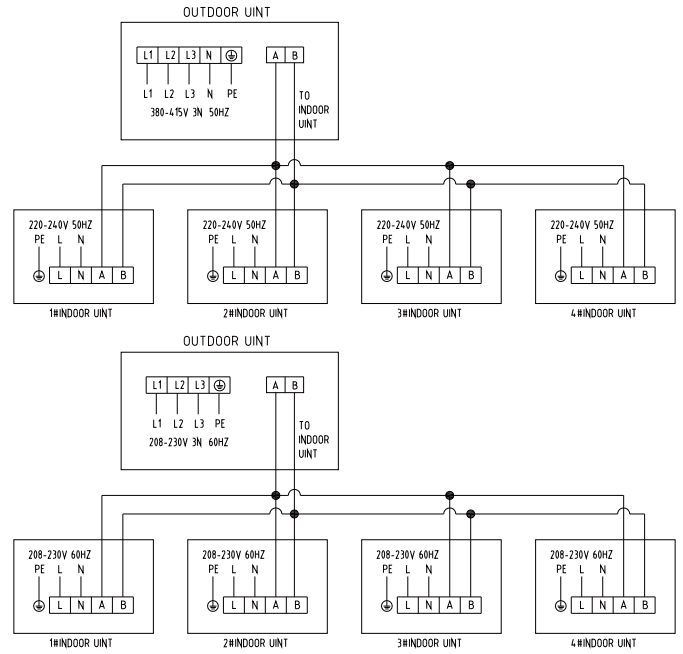 OUTDOOR UINT
L1 L2 L3 N A B
L1 L2 L3 N PE
380-415V 3N 50HZ
TO
INDOOR
UINT
220-240V 50HZ 220-240V 50HZ 220-240V 50HZ 220-240V 50HZ
PE L N PE L N PE L N PE L N
L N A B L N A B L N A B L N A B
1#INDOOR UINT 2#INDOOR UINT 3#INDOOR UINT 4#INDOOR UINT
OUTDOOR UINT
L1 L2 L3 A B
L1 L2 L3 PE
208-230V 3N 60HZ
TO
INDOOR
UINT
208-230V 60HZ 208-230V 60HZ 208-230V 60HZ 208-230V 60HZ
PE L N PE L N PE L N PE L N
L N A B L N A B L N A B L N A B
1#INDOOR UINT 2#INDOOR UINT 3#INDOOR UINT 4#INDOOR UINT